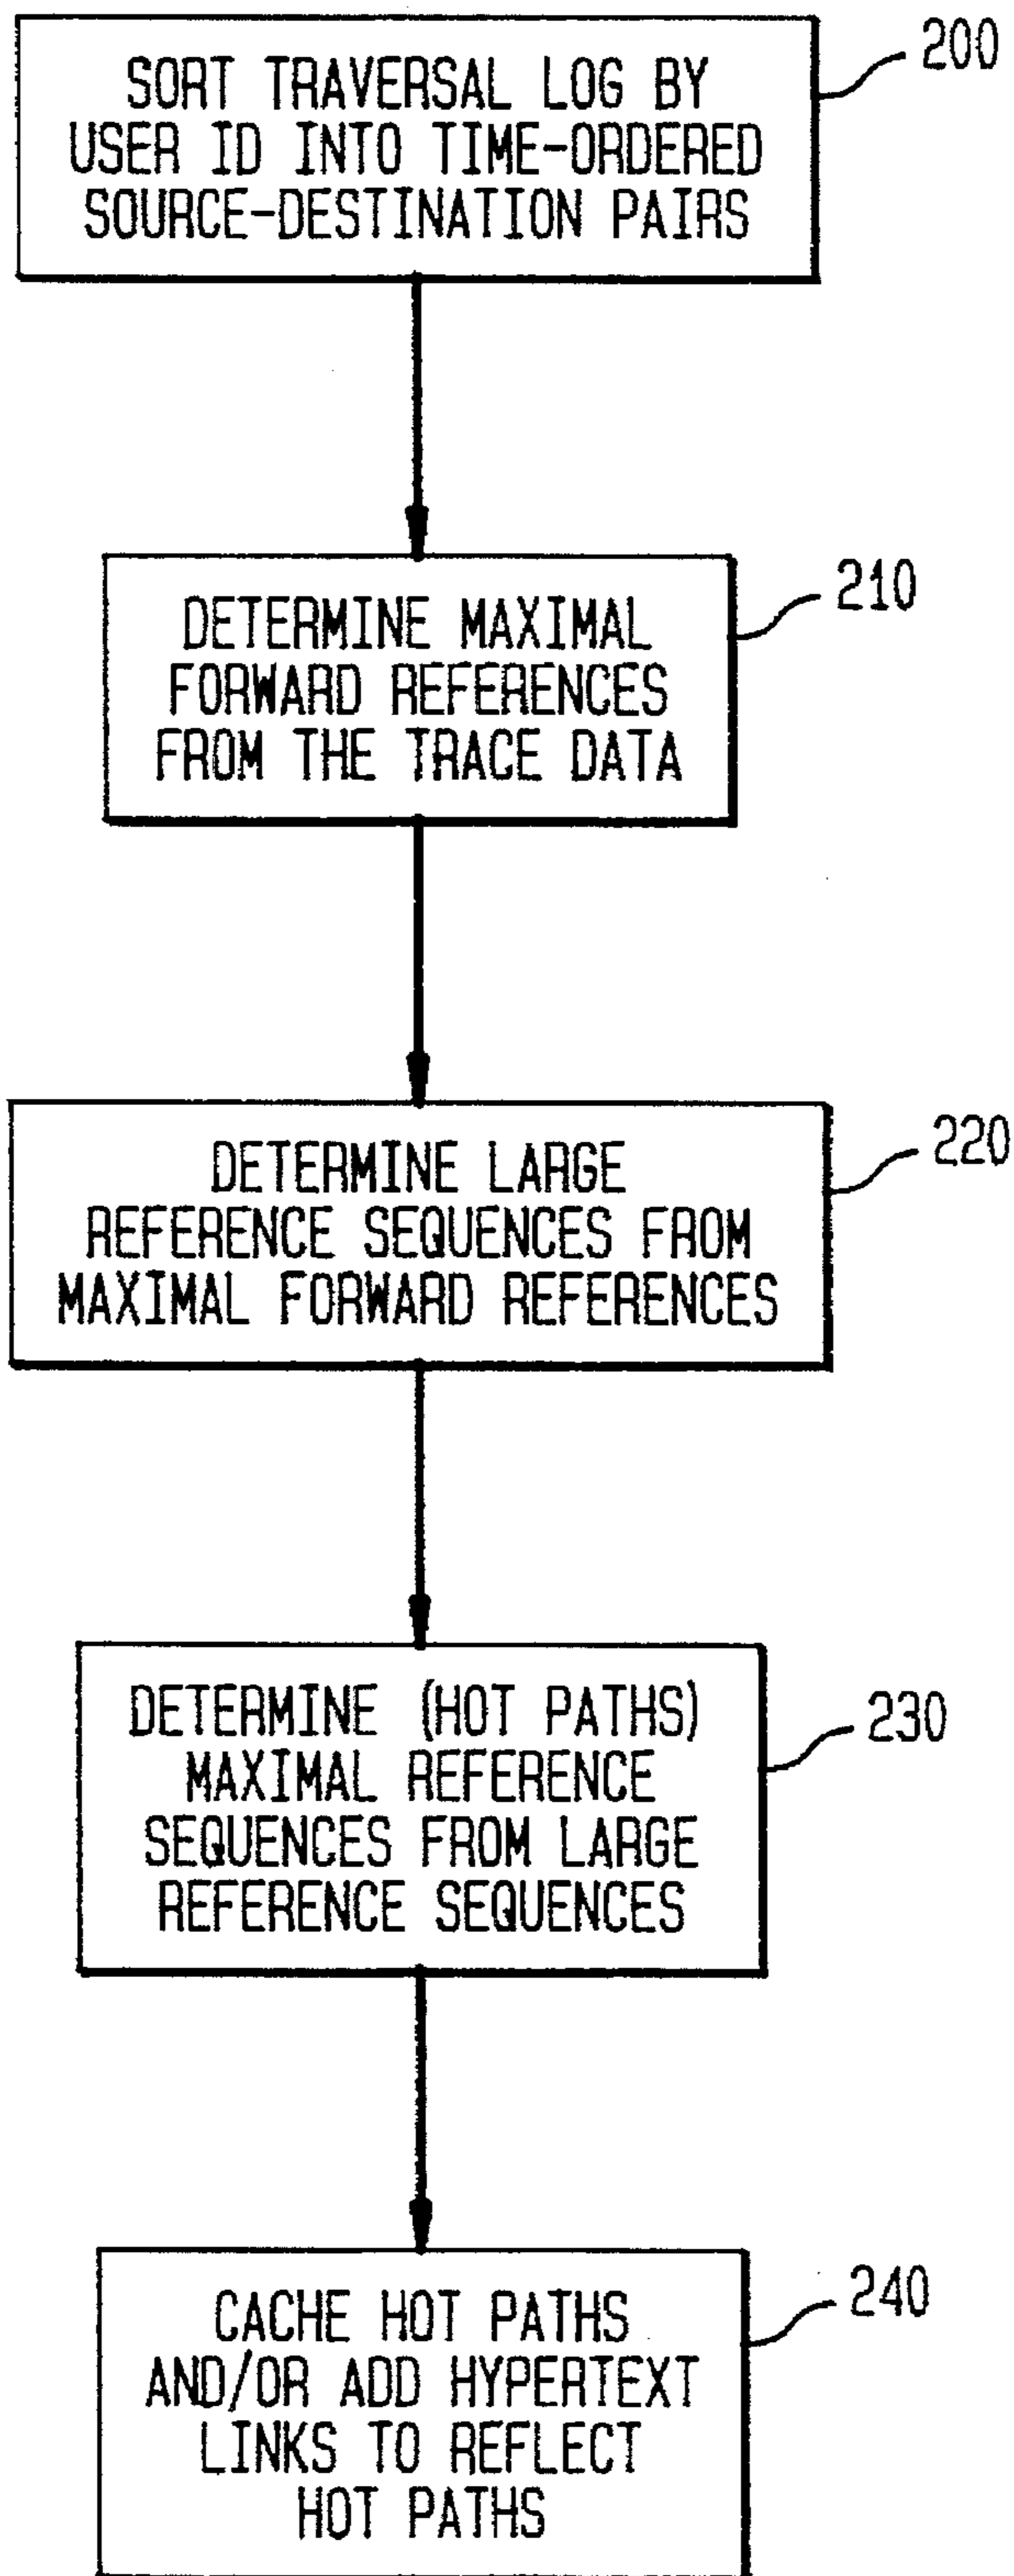 SORT TRAVERSAL LOG BY
USER ID INTO TIME-ORDERED
SOURCE-DESTINATION PAIRS
200
DETERMINE MAXIMAL
FORWARD REFERENCES
FROM THE TRACE DATA
210
DETERMINE LARGE
REFERENCE SEQUENCES FROM
MAXIMAL FORWARD REFERENCES
220
DETERMINE (HOT PATHS)
MAXIMAL REFERENCE
SEQUENCES FROM LARGE
REFERENCE SEQUENCES
230
CACHE HOT PATHS
AND/OR ADD HYPERTEXT
LINKS TO REFLECT
HOT PATHS
240